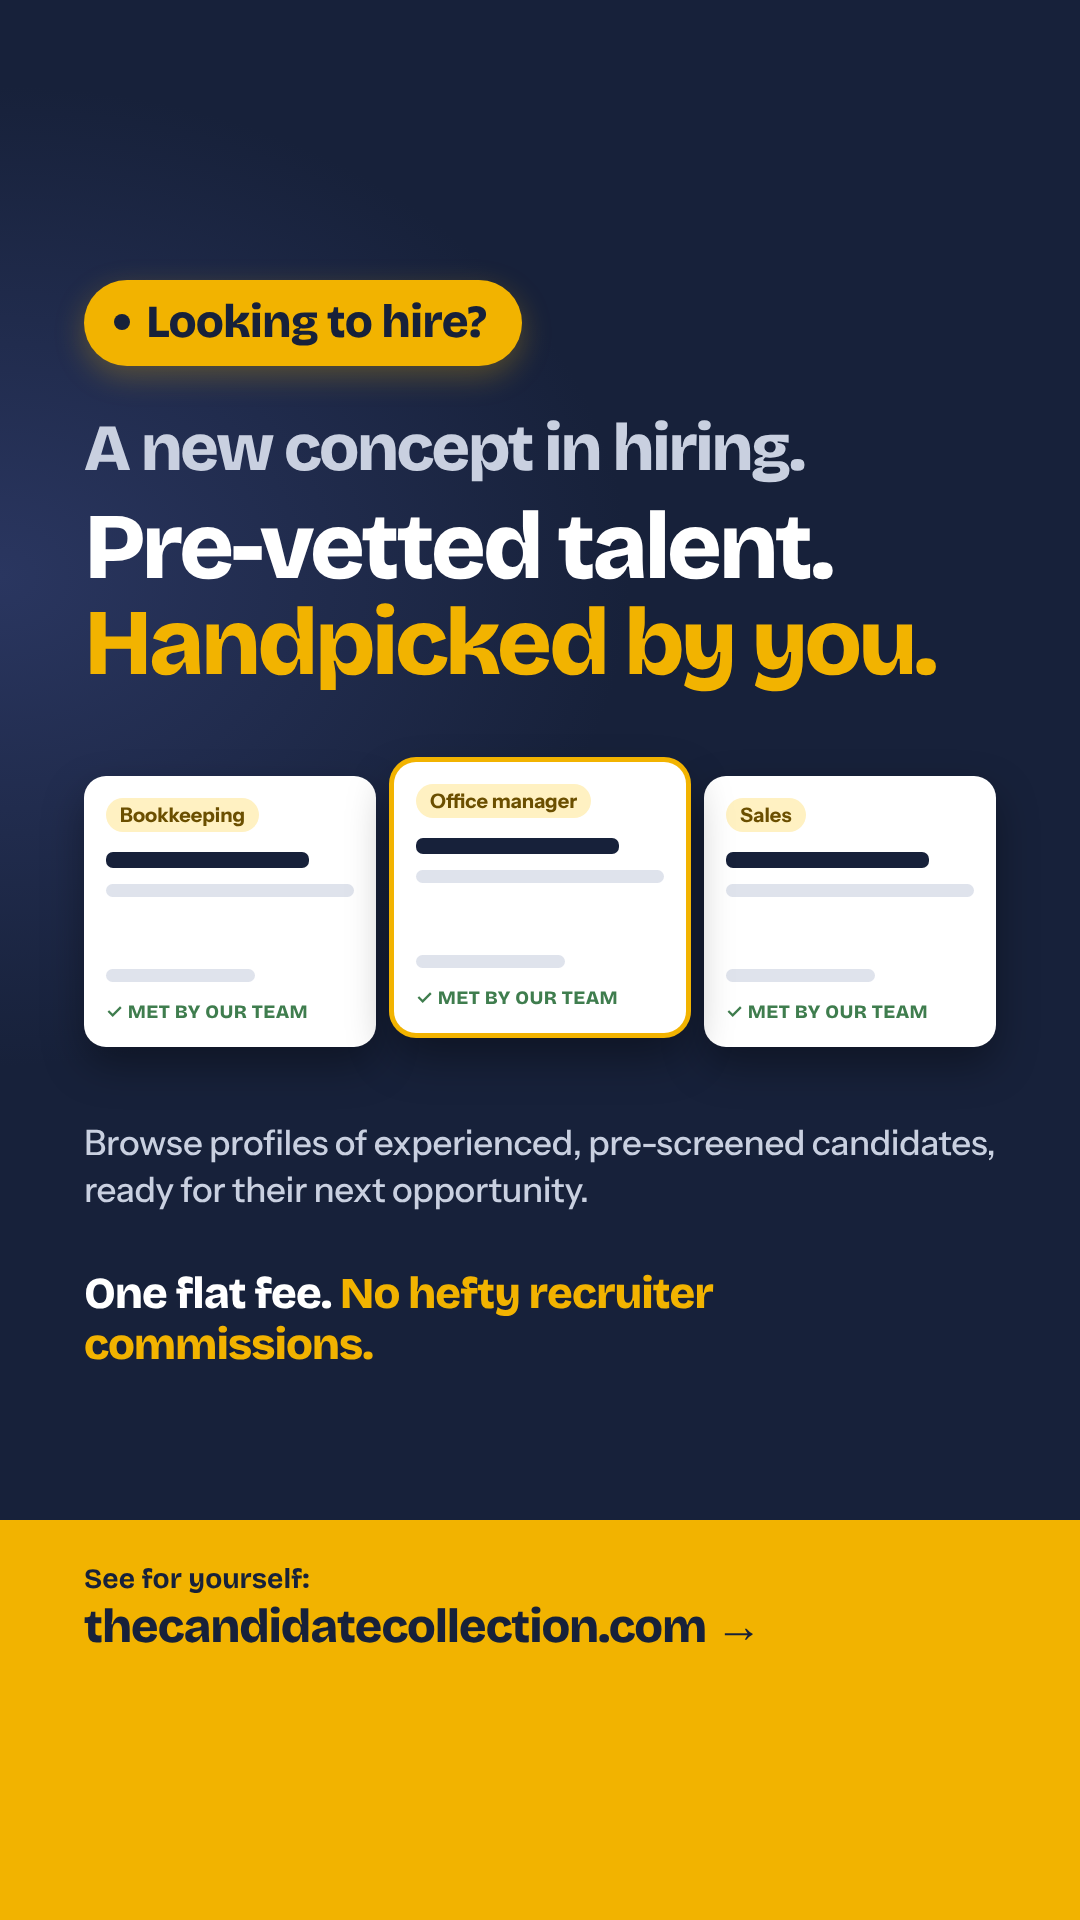 Looking to hire?
A new concept in hiring.
Pre-vetted talent.
Handpicked by you.
Bookkeeping
✓ MET BY OUR TEAM
Office manager
✓ MET BY OUR TEAM
Sales
✓ MET BY OUR TEAM
Browse profiles of experienced, pre-screened candidates,
ready for their next opportunity.
One flat fee. No hefty recruiter
commissions.
See for yourself:
thecandidatecollection.com →